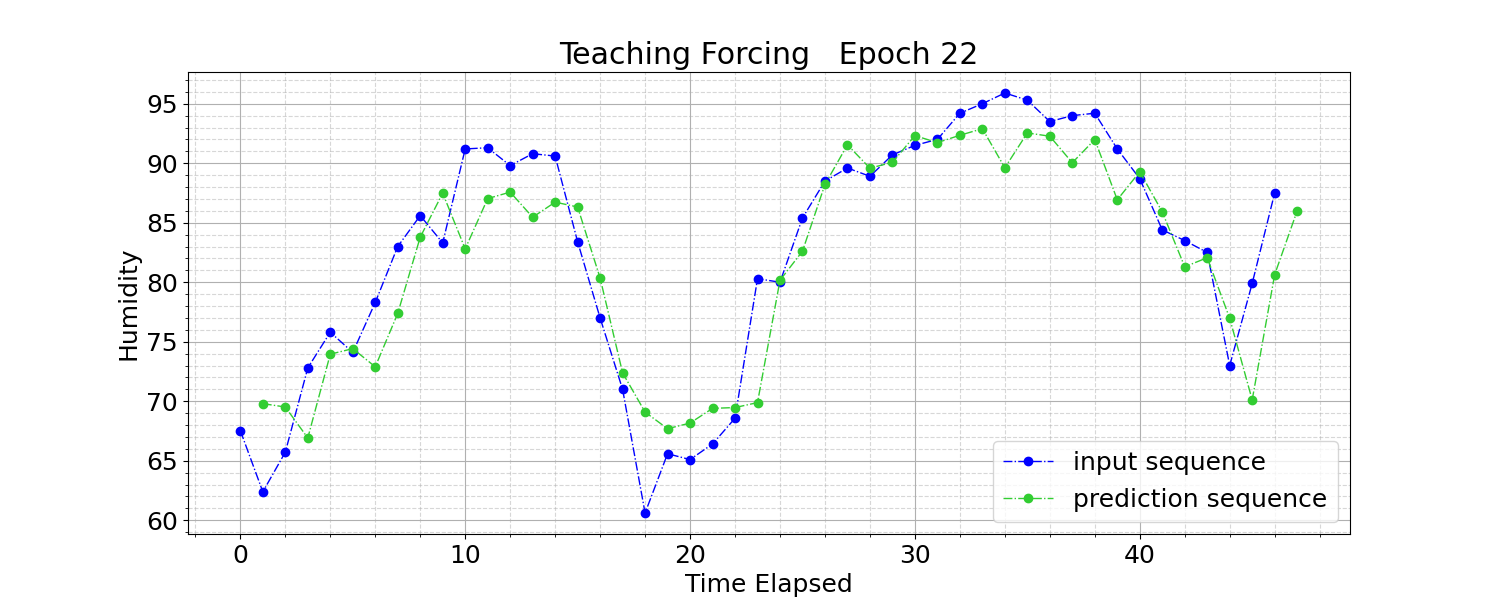 Teaching Forcing   Epoch 22
Humidity
95
90
85
80
75
70
65
60
input sequence
prediction sequence
0 10 20 30 40
Time Elapsed